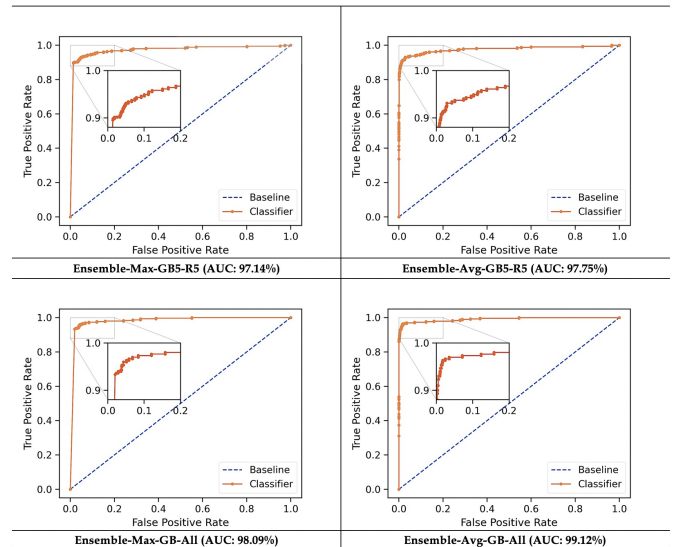 1.0
0.8
0.6
0.4
0.2
0.0
True Positive Rate
1.0
0.9
0.0 0.1 0.2
Baseline
Classifier
0.0 0.2 0.4 0.6 0.8 1.0
False Positive Rate
Ensemble-Max-GB5-R5 (AUC: 97.14%)
1.0
0.8
0.6
0.4
0.2
0.0
True Positive Rate
1.0
0.9
0.0 0.1 0.2
Baseline
Classifier
0.0 0.2 0.4 0.6 0.8 1.0
False Positive Rate
Ensemble-Avg-GB5-R5 (AUC: 97.75%)
1.0
0.8
0.6
0.4
0.2
0.0
True Positive Rate
1.0
0.9
0.0 0.1 0.2
Baseline
Classifier
0.0 0.2 0.4 0.6 0.8 1.0
False Positive Rate
Ensemble-Max-GB-All (AUC: 98.09%)
1.0
0.8
0.6
0.4
0.2
0.0
True Positive Rate
1.0
0.9
0.0 0.1 0.2
Baseline
Classifier
0.0 0.2 0.4 0.6 0.8 1.0
False Positive Rate
Ensemble-Avg-GB-All (AUC: 99.12%)